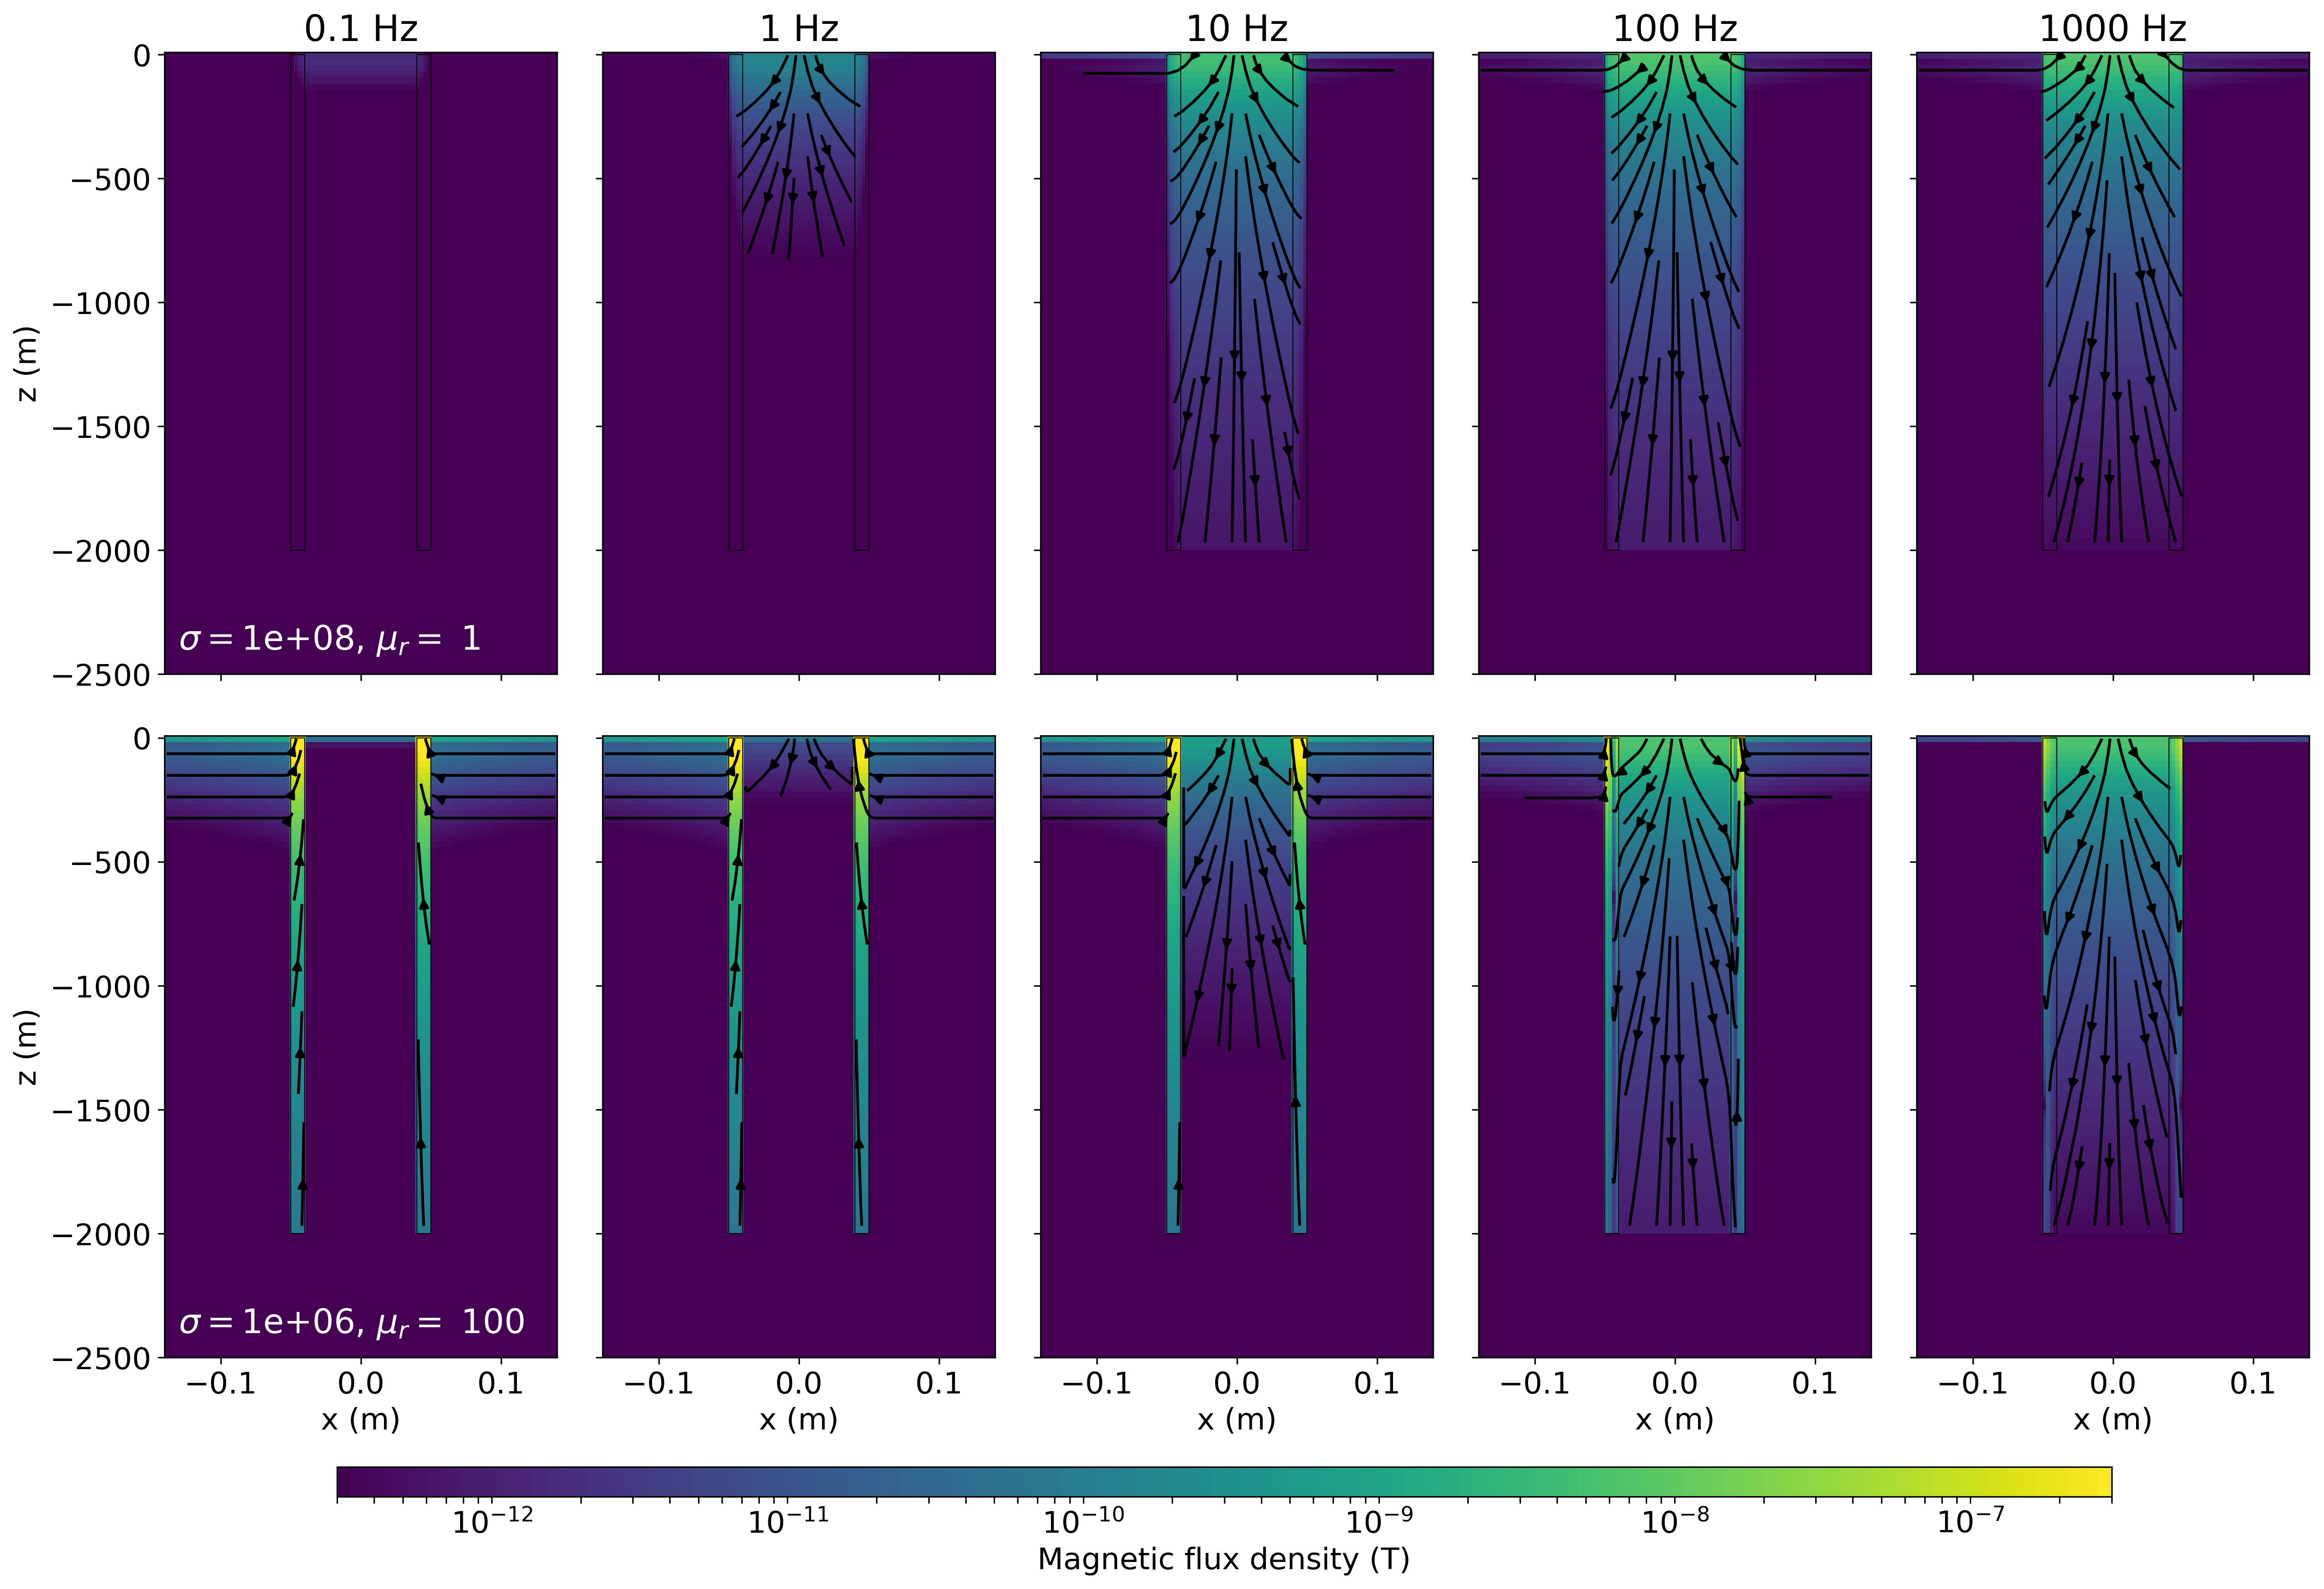 0.1 Hz 1 Hz 10 Hz 100 Hz 1000 Hz
0
−500
−1000
−1500
−2000
−2500
z (m)
σ = 1e+08, μᵣ = 1
0
−500
−1000
−1500
−2000
−2500
z (m)
σ = 1e+06, μᵣ = 100
−0.1 0.0 0.1 −0.1 0.0 0.1 −0.1 0.0 0.1 −0.1 0.0 0.1 −0.1 0.0 0.1
x (m) x (m) x (m) x (m) x (m)
10⁻¹² 10⁻¹¹ 10⁻¹⁰ 10⁻⁹ 10⁻⁸ 10⁻⁷
Magnetic flux density (T)